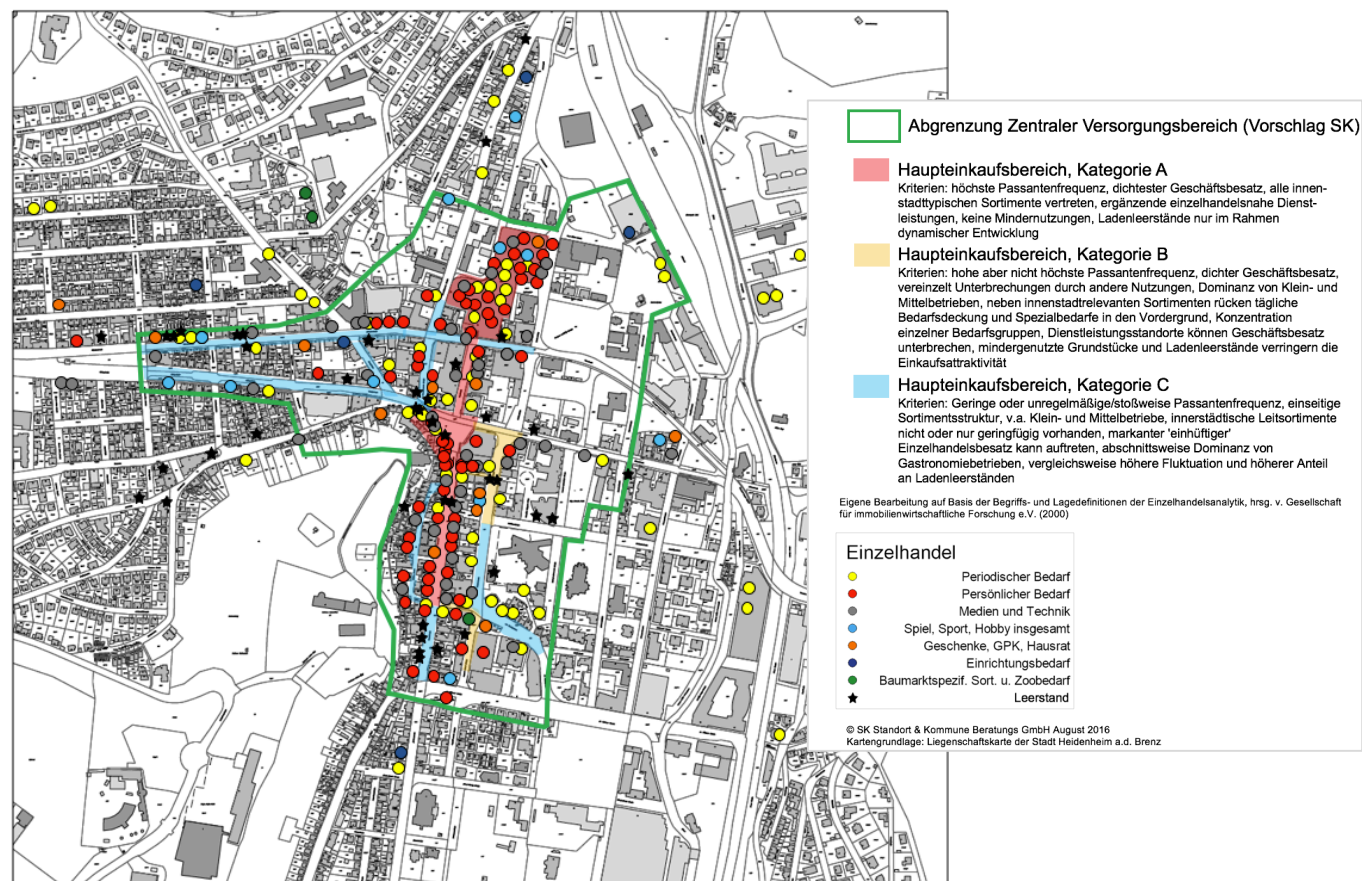 Abgrenzung Zentraler Versorgungsbereich (Vorschlag SK)
Haupteinkaufsbereich, Kategorie A
Kriterien: höchste Passantenfrequenz, dichtester Geschäftsbesatz, alle innen-
stadttypischen Sortimente vertreten, ergänzende einzelhandelsnahe Dienst-
leistungen, keine Mindernutzungen, Ladenleerstände nur im Rahmen
dynamischer Entwicklung
Haupteinkaufsbereich, Kategorie B
Kriterien: hohe aber nicht höchste Passantenfrequenz, dichter Geschäftsbesatz,
vereinzelt Unterbrechungen durch andere Nutzungen, Dominanz von Klein- und
Mittelbetrieben, neben innenstadtrelevanten Sortimenten rücken tägliche
Bedarfsdeckung und Spezialbedarfe in den Vordergrund, Konzentration
einzelner Bedarfsgruppen, Dienstleistungsstandorte können Geschäftsbesatz
unterbrechen, mindergenutzte Grundstücke und Ladenleerstände verringern die
Einkaufsattraktivität
Haupteinkaufsbereich, Kategorie C
Kriterien: Geringe oder unregelmäßige/stoßweise Passantenfrequenz, einseitige
Sortimentsstruktur, v.a. Klein- und Mittelbetriebe, innerstädtische Leitsortimente
nicht oder nur geringfügig vorhanden, markanter 'einhüftiger'
Einzelhandelsbesatz kann auftreten, abschnittsweise Dominanz von
Gastronomiebetrieben, vergleichsweise höhere Fluktuation und höherer Anteil
an Ladenleerständen
Eigene Bearbeitung auf Basis der Begriffs- und Lagedefinitionen der Einzelhandelsanalytik, hrsg. v. Gesellschaft
für immobilienwirtschaftliche Forschung e.V. (2000)
Einzelhandel
Periodischer Bedarf
Persönlicher Bedarf
Medien und Technik
Spiel, Sport, Hobby insgesamt
Geschenke, GPK, Hausrat
Einrichtungsbedarf
Baumarktspezif. Sort. u. Zoobedarf
Leerstand
© SK Standort & Kommune Beratungs GmbH August 2016
Kartengrundlage: Liegenschaftskarte der Stadt Heidenheim a.d. Brenz